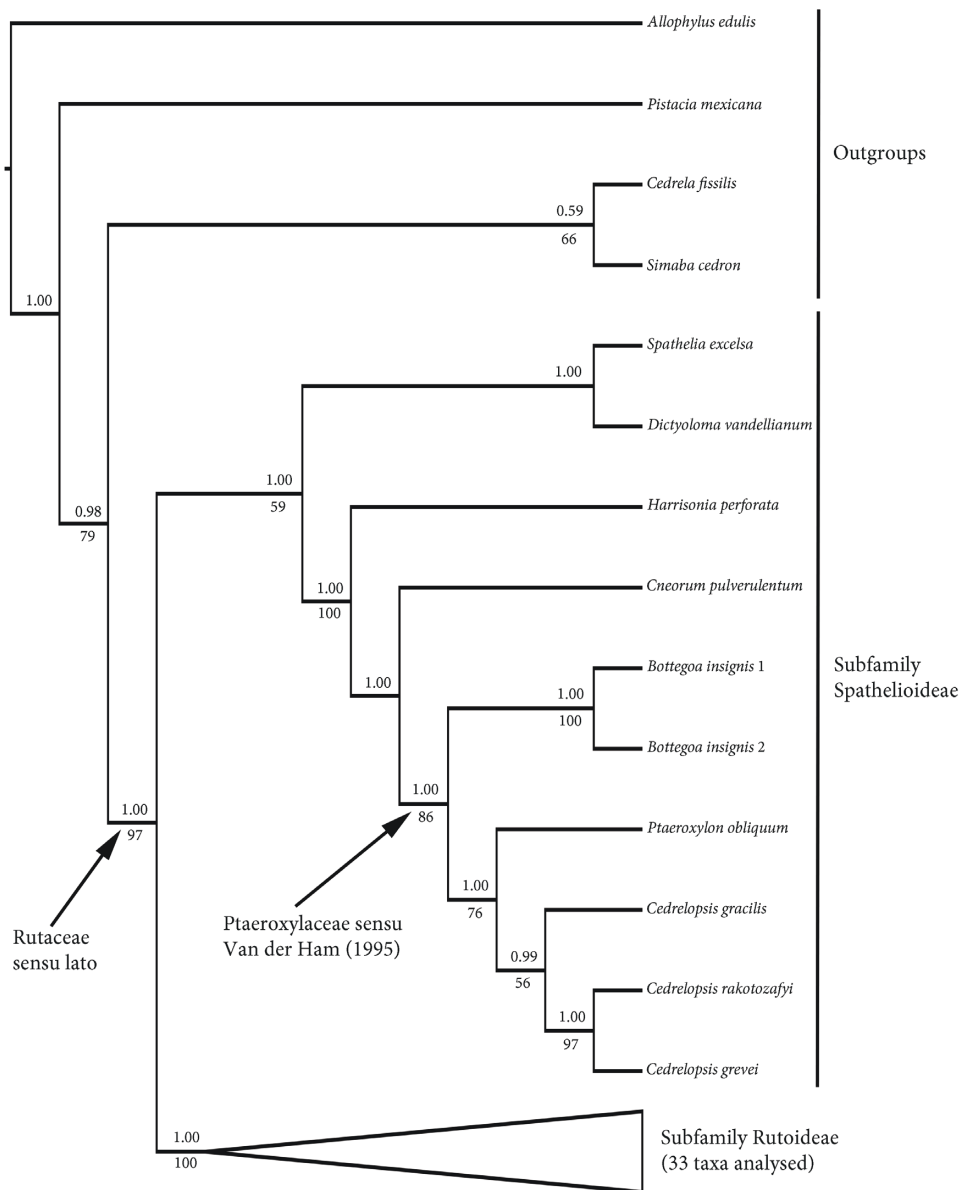 Allophylus edulis
Pistacia mexicana
Outgroups
Cedrela fissilis
0.59
66
Simaba cedron
1.00
Spathelia excelsa
1.00
Dictyoloma vandellianum
1.00
59
Harrisonia perforata
0.98
79
Cneorum pulverulentum
1.00
100
Bottegoa insignis 1
Subfamily
Spathelioideae
1.00
1.00
100
Bottegoa insignis 2
1.00
86
1.00
97
Ptaeroxylon obliquum
1.00
76
Cedrelopsis gracilis
Ptaeroxylaceae sensu
Van der Ham (1995)
Rutaceae
sensu lato
0.99
56
Cedrelopsis rakotozafyi
1.00
97
Cedrelopsis grevei
1.00
100
Subfamily Rutoideae
(33 taxa analysed)